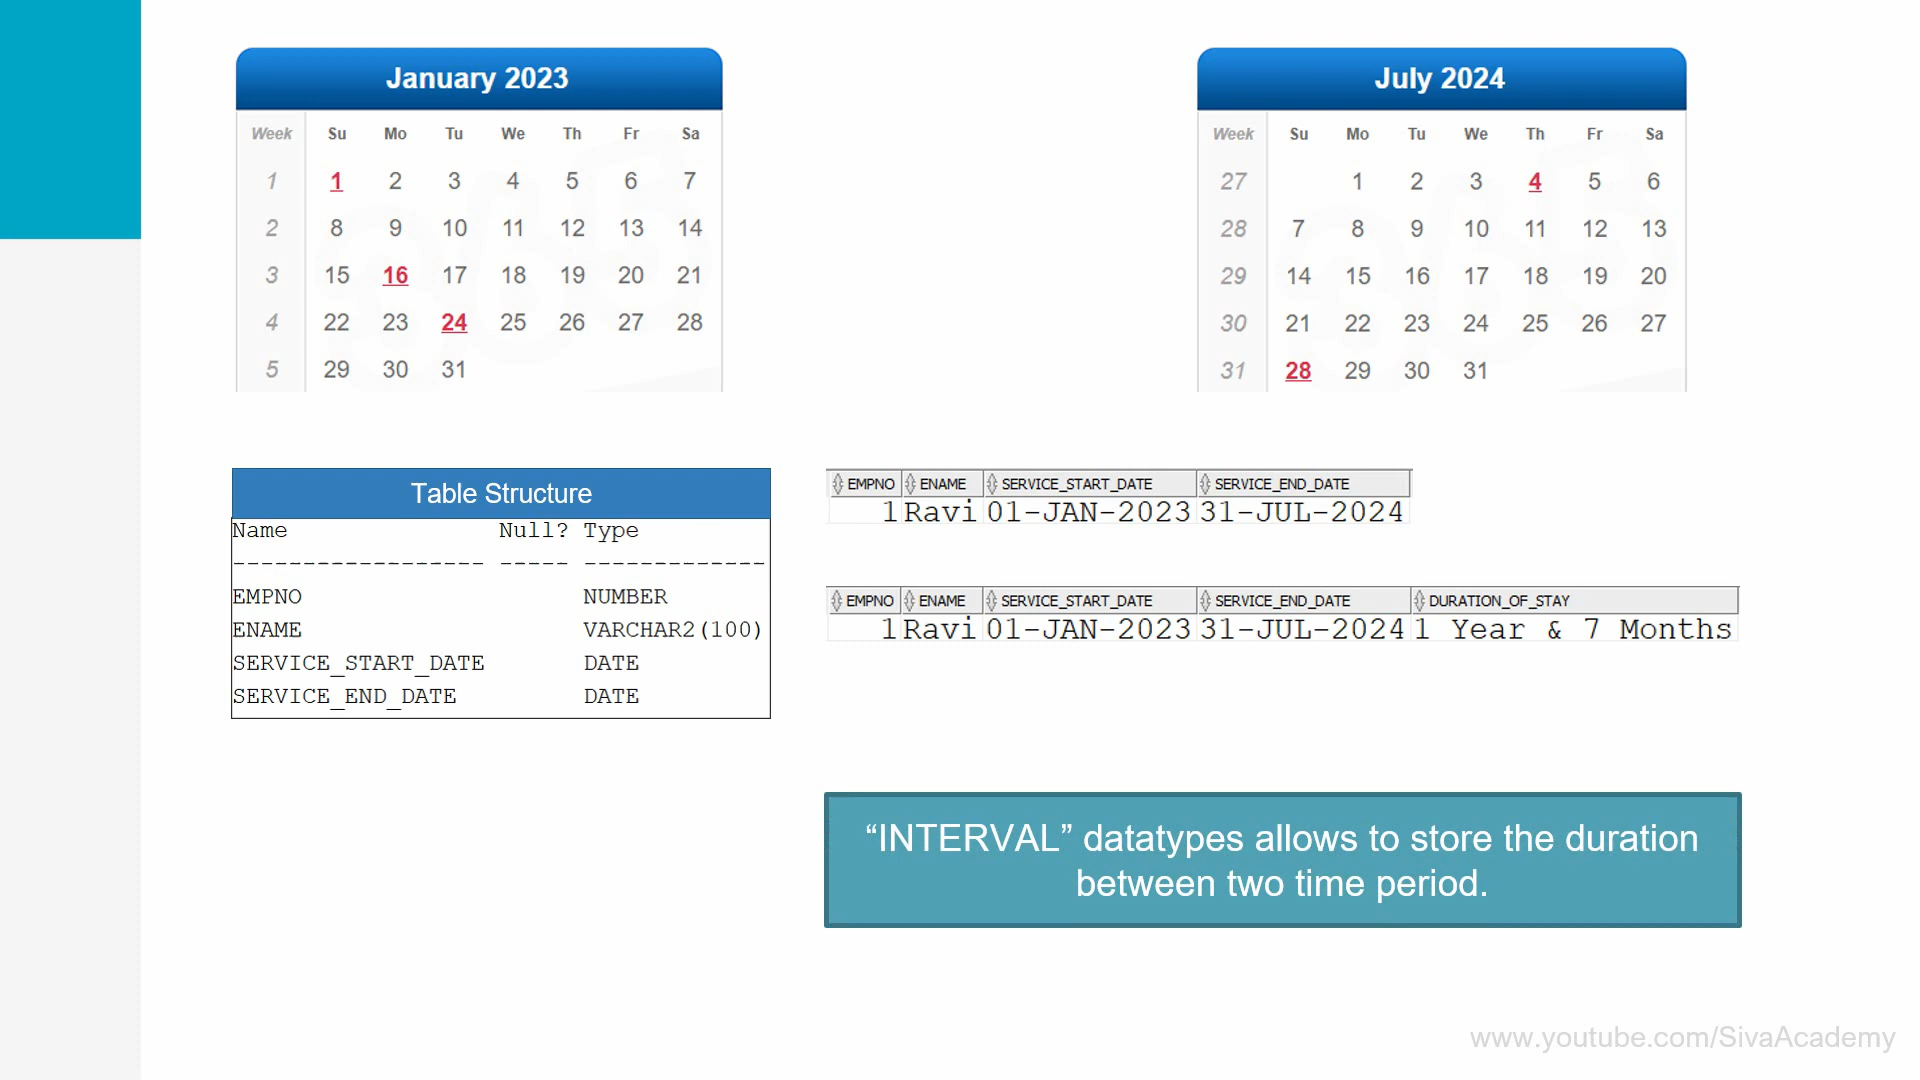 January 2023
Week Su Mo Tu We Th Fr Sa
1 1 2 3 4 5 6 7
2 8 9 10 11 12 13 14
3 15 16 17 18 19 20 21
4 22 23 24 25 26 27 28
5 29 30 31
July 2024
Week Su Mo Tu We Th Fr Sa
27 1 2 3 4 5 6
28 7 8 9 10 11 12 13
29 14 15 16 17 18 19 20
30 21 22 23 24 25 26 27
31 28 29 30 31
Table Structure
Name Null? Type
------------------ ----- -------------
EMPNO NUMBER
ENAME VARCHAR2(100)
SERVICE_START_DATE DATE
SERVICE_END_DATE DATE
EMPNO ENAME SERVICE_START_DATE SERVICE_END_DATE
1 Ravi 01-JAN-2023 31-JUL-2024
EMPNO ENAME SERVICE_START_DATE SERVICE_END_DATE DURATION_OF_STAY
1 Ravi 01-JAN-2023 31-JUL-2024 1 Year & 7 Months
“INTERVAL” datatypes allows to store the duration
between two time period.
www.youtube.com/SivaAcademy